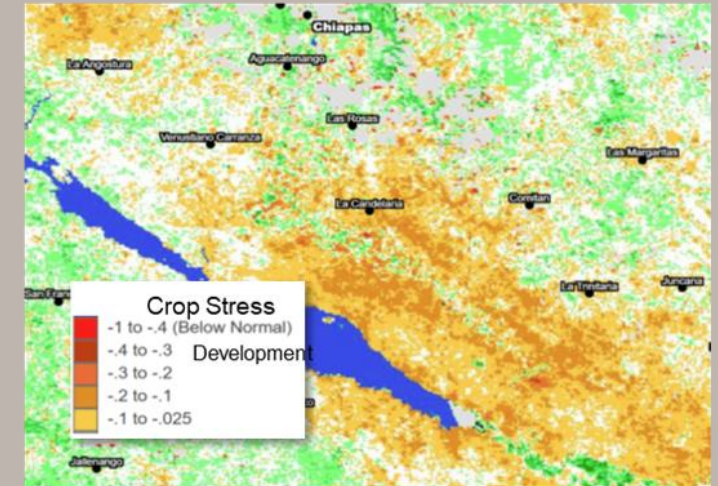 Chiapas
La Angostura
Aguacatenango
Las Rosas
Venustiano Carranza
Las Margaritas
La Candelaria
Comitan
La Trinitaria
Juncana
San Fran
Crop Stress
Development
-1 to -.4 (Below Normal)
-.4 to -.3
-.3 to -.2
-.2 to -.1
-.1 to -.025
Jaltenango